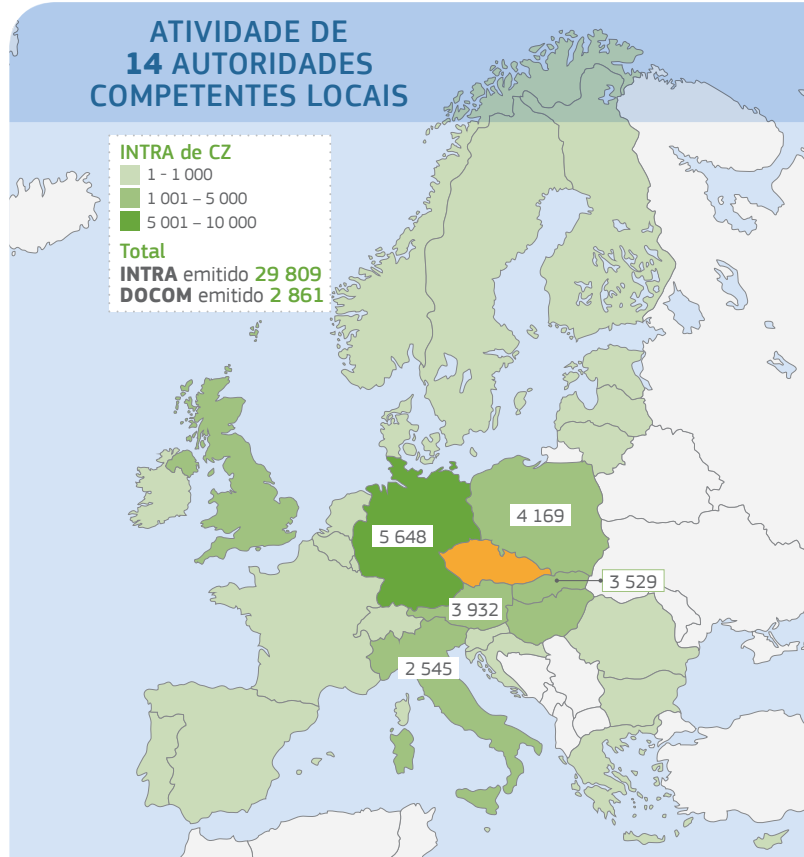 ATIVIDADE DE
14 AUTORIDADES
COMPETENTES LOCAIS
INTRA de CZ
1 - 1 000
1 001 – 5 000
5 001 – 10 000
Total
INTRA emitido 29 809
DOCOM emitido 2 861
4 169
5 648
3 529
3 932
2 545